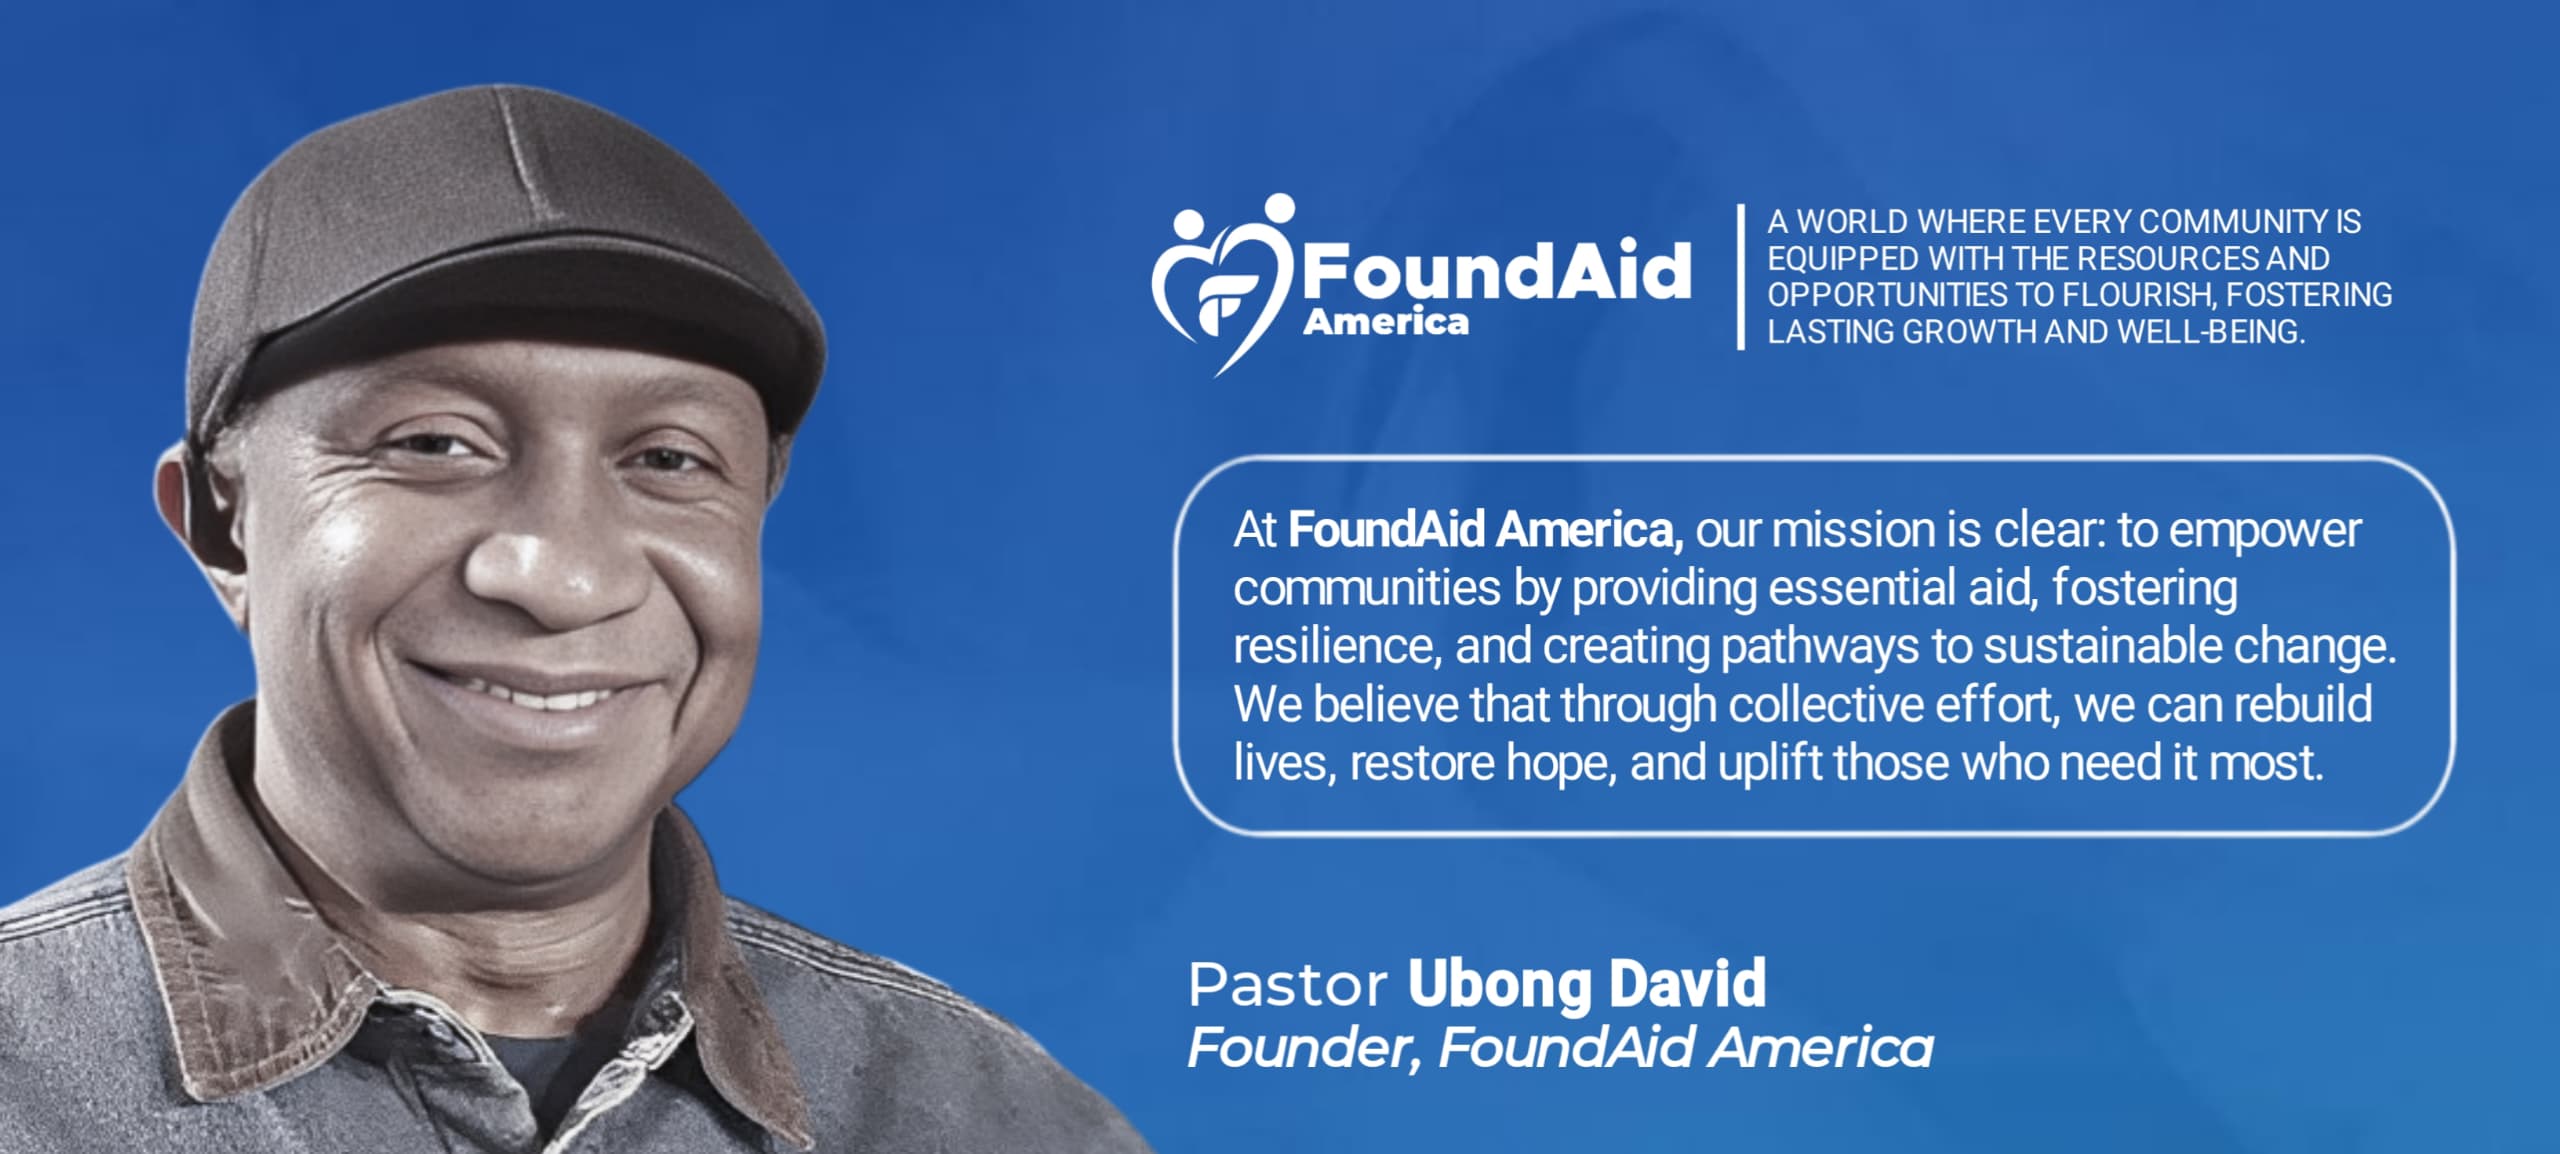 FoundAid
America
A WORLD WHERE EVERY COMMUNITY IS
EQUIPPED WITH THE RESOURCES AND
OPPORTUNITIES TO FLOURISH, FOSTERING
LASTING GROWTH AND WELL-BEING.
At FoundAid America, our mission is clear: to empower
communities by providing essential aid, fostering
resilience, and creating pathways to sustainable change.
We believe that through collective effort, we can rebuild
lives, restore hope, and uplift those who need it most.
Pastor Ubong David
Founder, FoundAid America